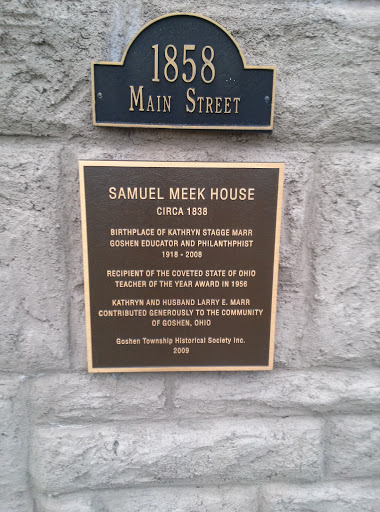 1858
Main Street
SAMUEL MEEK HOUSE
CIRCA 1838
BIRTHPLACE OF KATHRYN STAGGE MARR
GOSHEN EDUCATOR AND PHILANTHPHIST
1918 - 2008
RECIPIENT OF THE COVETED STATE OF OHIO
TEACHER OF THE YEAR AWARD IN 1956
KATHRYN AND HUSBAND LARRY E. MARR
CONTRIBUTED GENEROUSLY TO THE COMMUNITY
OF GOSHEN, OHIO
Goshen Township Historical Society Inc.
2009